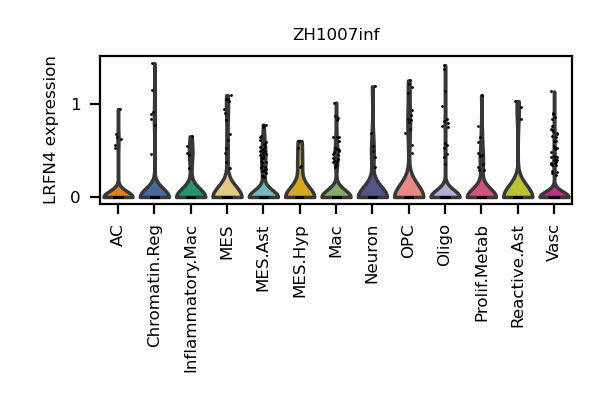 ZH1007inf
LRFN4 expression
1
0
AC
Chromatin.Reg
Inflammatory.Mac
MES
MES.Ast
MES.Hyp
Mac
Neuron
OPC
Oligo
Prolif.Metab
Reactive.Ast
Vasc